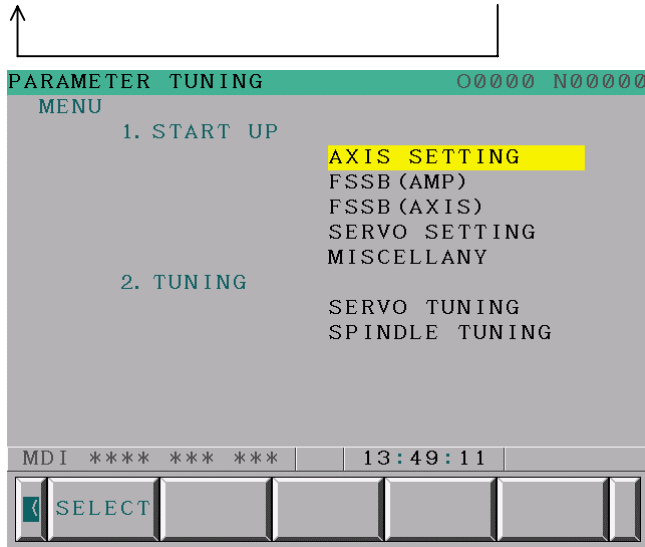 PARAMETER TUNING O0000 N00000
MENU
1. START UP
AXIS SETTING
FSSB(AMP)
FSSB(AXIS)
SERVO SETTING
MISCELLANY
2. TUNING
SERVO TUNING
SPINDLE TUNING
MDI **** *** *** 13:49:11
< SELECT